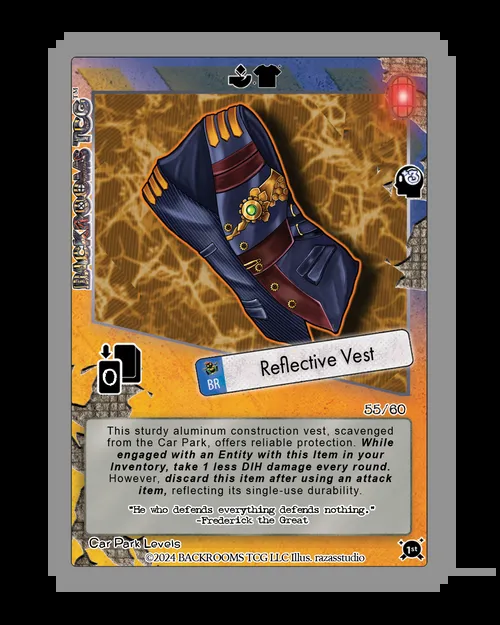 BACKROOMS TCG™
3
0
BR
Reflective Vest
55/60
This sturdy aluminum construction vest, scavenged
from the Car Park, offers reliable protection. While
engaged with an Entity with this Item in your
Inventory, take 1 less DIH damage every round.
However, discard this item after using an attack
item, reflecting its single-use durability.
"He who defends everything defends nothing."
-Frederick the Great
Car Park Levels
1st
©2024 BACKROOMS TCG LLC Illus. razasstudio